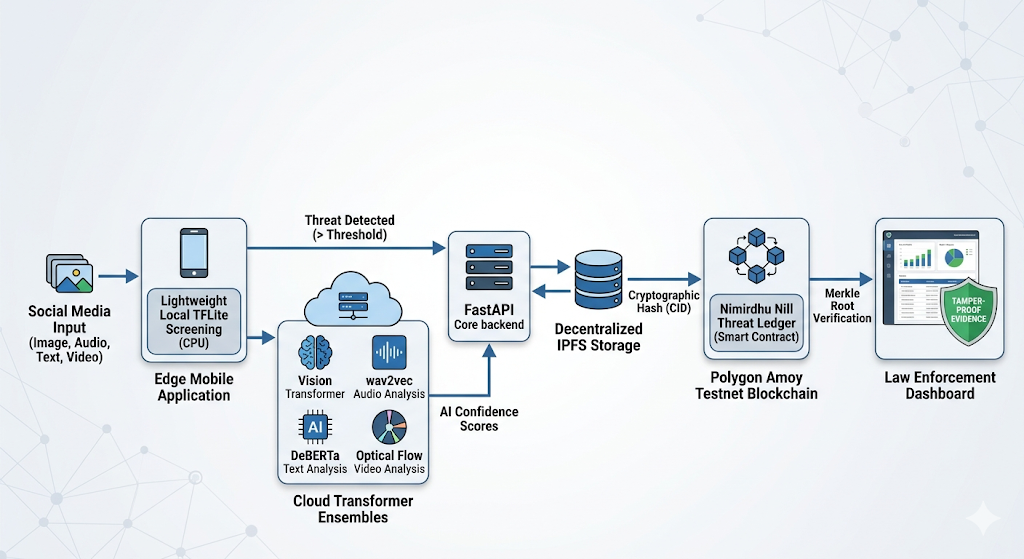 Social Media
Input
(Image, Audio,
Text, Video)
Lightweight
Local TFLite
Screening
(CPU)
Edge Mobile
Application
Threat Detected
(> Threshold)
Vision
Transformer
wav2vec
Audio Analysis
AI
DeBERTa
Text Analysis
Optical Flow
Video Analysis
Cloud Transformer
Ensembles
AI Confidence
Scores
FastAPI
Core backend
Decentralized
IPFS Storage
Cryptographic
Hash (CID)
Nimirdhu Nill
Threat Ledger
(Smart Contract)
Polygon Amoy
Testnet Blockchain
Merkle
Root
Verification
TAMPER-
PROOF
EVIDENCE
Law Enforcement
Dashboard